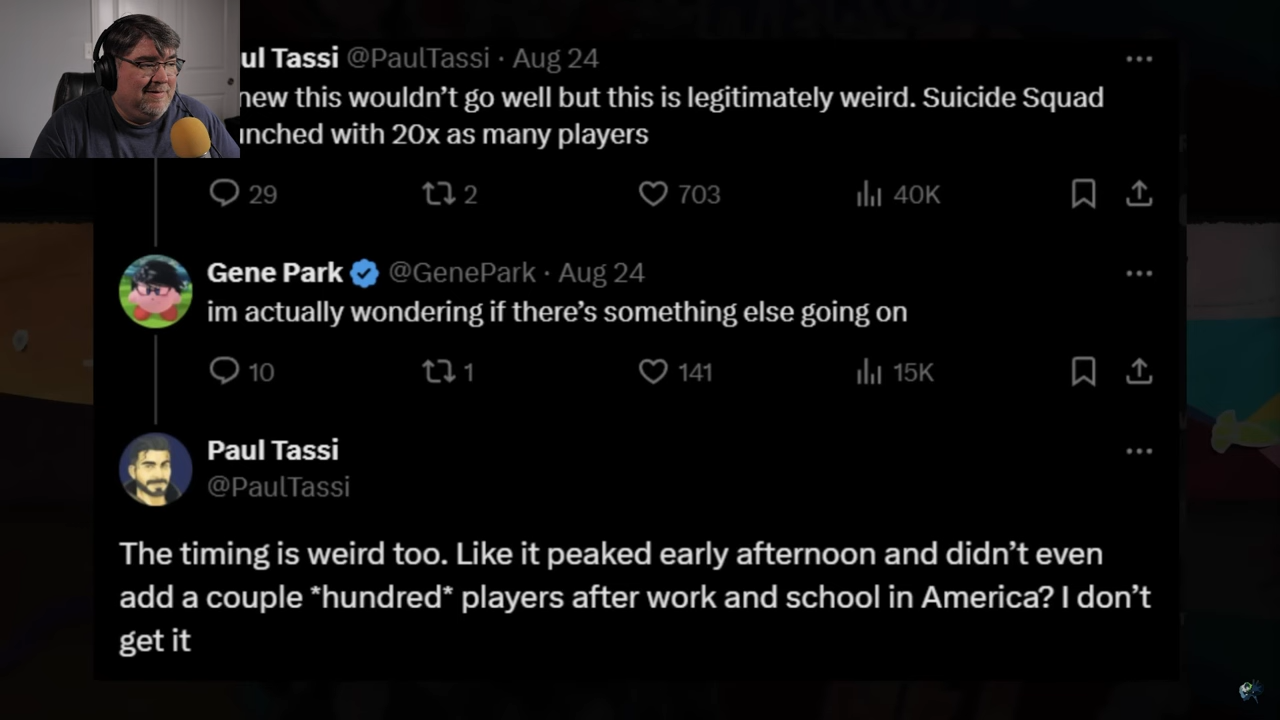 ul Tassi @PaulTassi · Aug 24
new this wouldn't go well but this is legitimately weird. Suicide Squad
unched with 20x as many players
29 2 703 40K
Gene Park @GenePark · Aug 24
im actually wondering if there's something else going on
10 1 141 15K
Paul Tassi
@PaulTassi
The timing is weird too. Like it peaked early afternoon and didn't even
add a couple *hundred* players after work and school in America? I don't
get it